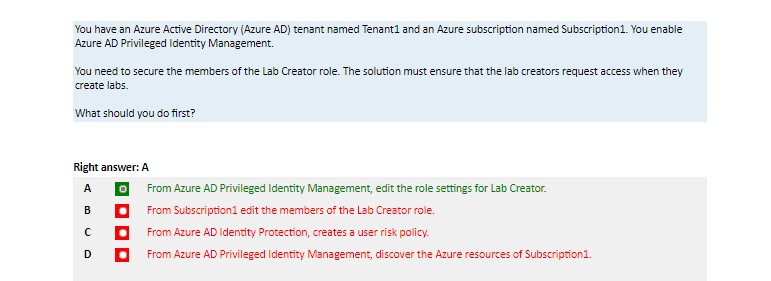 You have an Azure Active Directory (Azure AD) tenant named Tenant1 and an Azure subscription named Subscription1. You enable
Azure AD Privileged Identity Management.
You need to secure the members of the Lab Creator role. The solution must ensure that the lab creators request access when they
create labs.
What should you do first?
Right answer: A
A From Azure AD Privileged Identity Management, edit the role settings for Lab Creator.
B From Subscription1 edit the members of the Lab Creator role.
C From Azure AD Identity Protection, creates a user risk policy.
D From Azure AD Privileged Identity Management, discover the Azure resources of Subscription1.